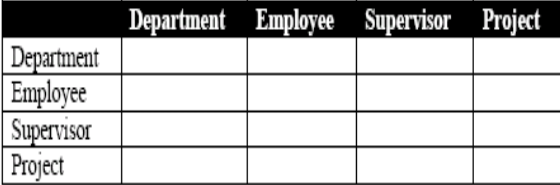 Department Employee Supervisor Project
Department
Employee
Supervisor
Project